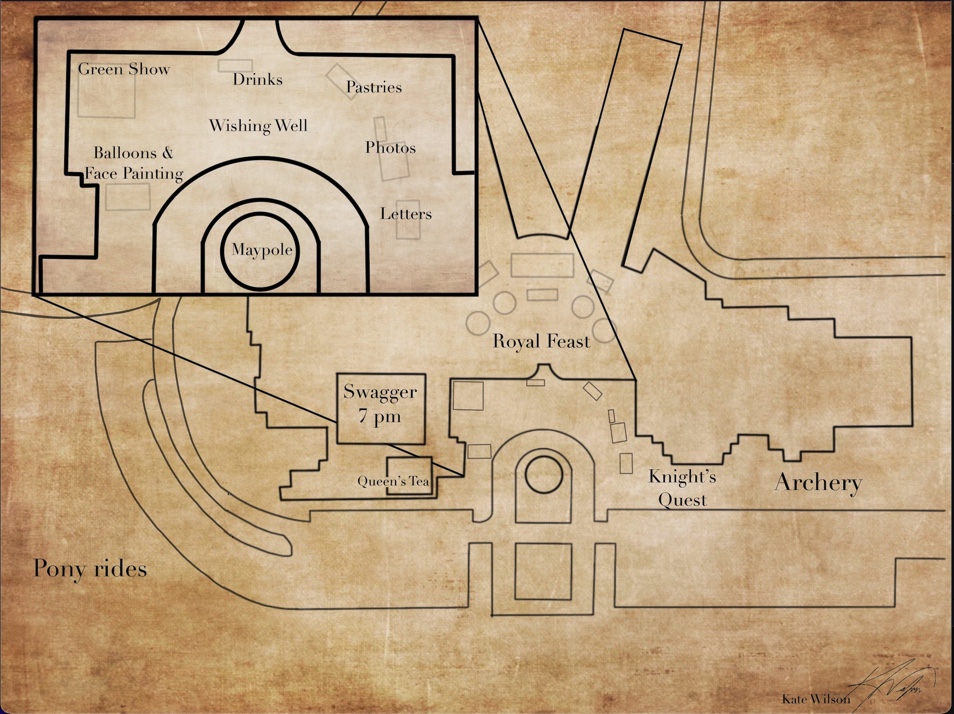 Green Show
Drinks
Pastries
Wishing Well
Photos
Balloons &
Face Painting
Letters
Maypole
Royal Feast
Swagger
7 pm
Queen's Tea
Knight's
Quest
Archery
Pony rides
Kate Wilson